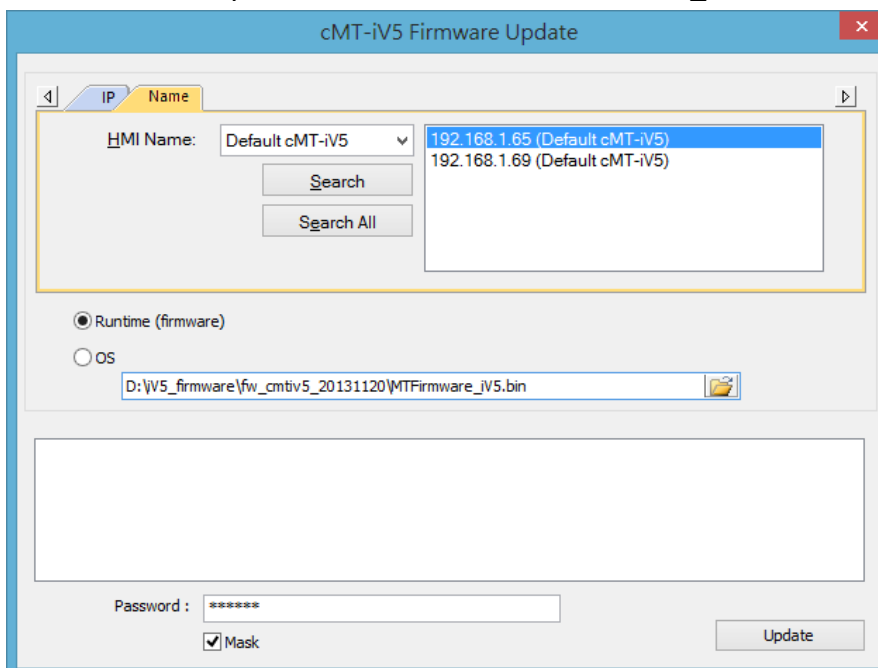 cMT-iV5 Firmware Update
IP Name
HMI Name: Default cMT-iV5
192.168.1.65 (Default cMT-iV5)
192.168.1.69 (Default cMT-iV5)
Search
Search All
Runtime (firmware)
OS
D:\iV5_firmware\fw_cmtiv5_20131120\MTFirmware_iV5.bin
Password : ******
Mask
Update